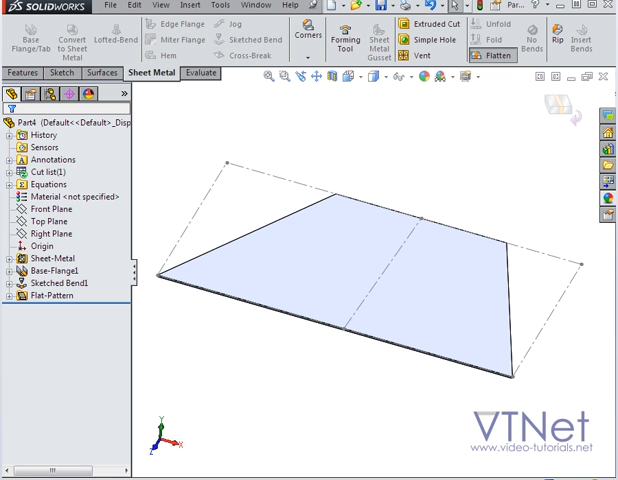 SOLIDWORKS File Edit View Insert Tools Window Help Par...
Base Flange/Tab
Convert to Sheet Metal
Lofted-Bend
Edge Flange
Miter Flange
Hem
Jog
Sketched Bend
Cross-Break
Corners
Forming Tool
Sheet Metal Gusset
Extruded Cut
Simple Hole
Vent
Unfold
Fold
Flatten
No Bends
Rip
Insert Bends
Features Sketch Surfaces Sheet Metal Evaluate
Part4 (Default<<Default>_Disp
History
Sensors
Annotations
Cut list(1)
Equations
Material <not specified>
Front Plane
Top Plane
Right Plane
Origin
Sheet-Metal
Base-Flange1
Sketched Bend1
Flat-Pattern
Y
X
Z
VTNet
www.video-tutorials.net